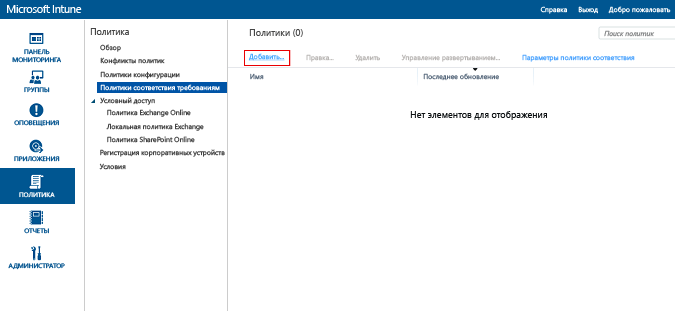 Microsoft Intune
Справка Выход Добро пожаловать
ПАНЕЛЬ
МОНИТОРИНГА
ГРУППЫ
ОПОВЕЩЕНИЯ
ПРИЛОЖЕНИЯ
ПОЛИТИКА
ОТЧЕТЫ
АДМИНИСТРАТОР
Политика
Обзор
Конфликты политик
Политики конфигурации
Политики соответствия требованиям
Условный доступ
Политика Exchange Online
Локальная политика Exchange
Политика SharePoint Online
Регистрация корпоративных устройств
Условия
Политики (0)
Поиск политик
Добавить... Правка... Удалить Управление развертыванием... Параметры политики соответствия
Имя Последнее обновление
Нет элементов для отображения